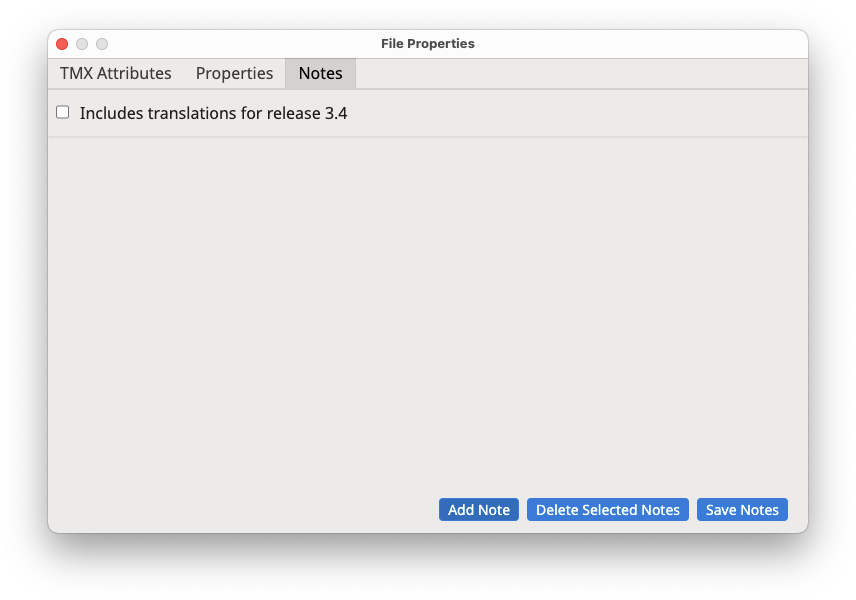 File Properties
TMX Attributes Properties Notes
Includes translations for release 3.4
Add Note Delete Selected Notes Save Notes